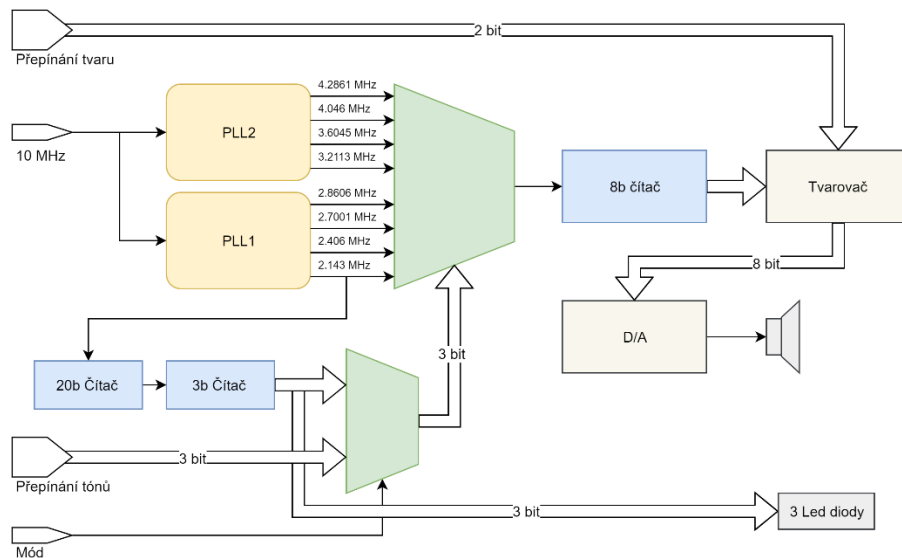 2 bit
Přepínání tvaru
4.2861 MHz
4.046 MHz
3.6045 MHz
3.2113 MHz
PLL2
10 MHz
2.8606 MHz
2.7001 MHz
2.406 MHz
2.143 MHz
PLL1
8b čítač
Tvarovač
8 bit
D/A
3 bit
20b Čítač
3b Čítač
3 bit
Přepínání tónů
3 bit
3 Led diody
Mód